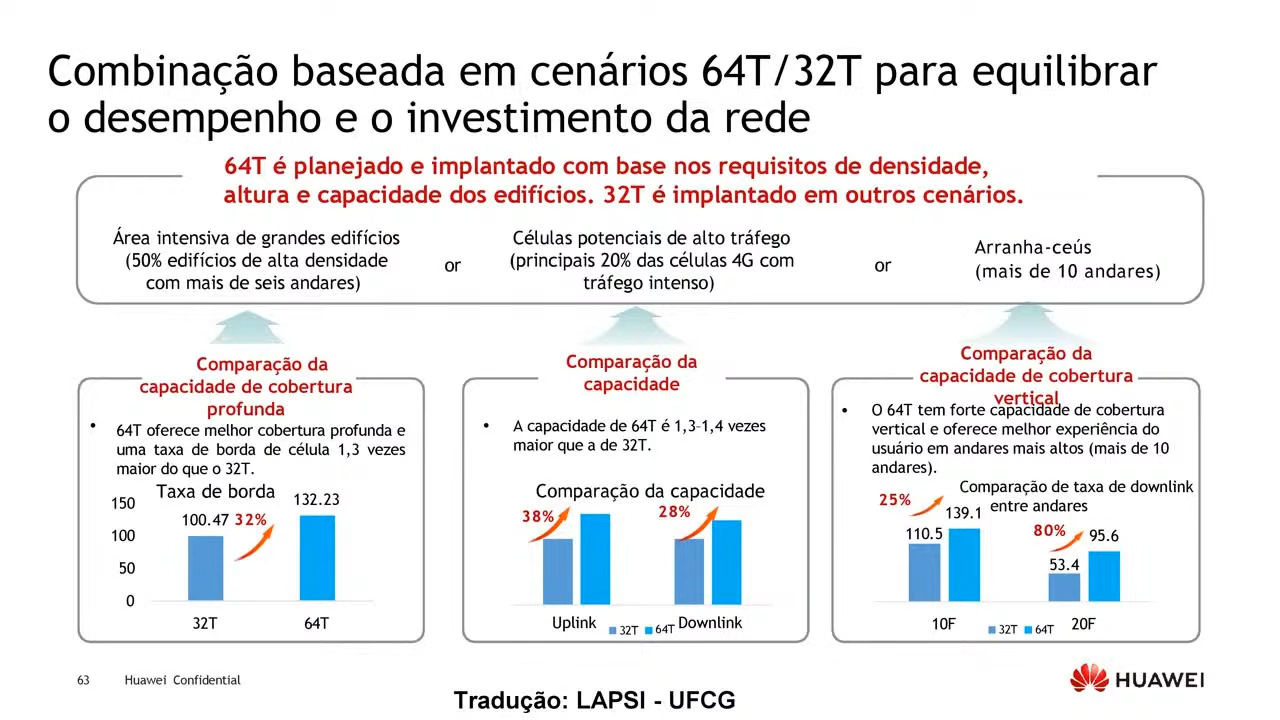 Combinação baseada em cenários 64T/32T para equilibrar
o desempenho e o investimento da rede
64T é planejado e implantado com base nos requisitos de densidade,
altura e capacidade dos edifícios. 32T é implantado em outros cenários.
Área intensiva de grandes edifícios
(50% edifícios de alta densidade
com mais de seis andares)
or
Células potenciais de alto tráfego
(principais 20% das células 4G com
tráfego intenso)
or
Arranha-ceús
(mais de 10 andares)
Comparação da
capacidade de cobertura
profunda
• 64T oferece melhor cobertura profunda e
uma taxa de borda de célula 1,3 vezes
maior do que o 32T.
Taxa de borda
150
100
50
0
100.47
32%
132.23
32T
64T
Comparação da
capacidade
• A capacidade de 64T é 1,3-1,4 vezes
maior que a de 32T.
Comparação da capacidade
38%
28%
Uplink
Downlink
32T
64T
Comparação da
capacidade de cobertura
vertical
• O 64T tem forte capacidade de cobertura
vertical e oferece melhor experiência do
usuário em andares mais altos (mais de 10
andares).
Comparação de taxa de downlink
entre andares
25%
110.5
139.1
80%
53.4
95.6
10F
20F
32T
64T
63
Huawei Confidential
HUAWEI
Tradução: LAPSI - UFCG